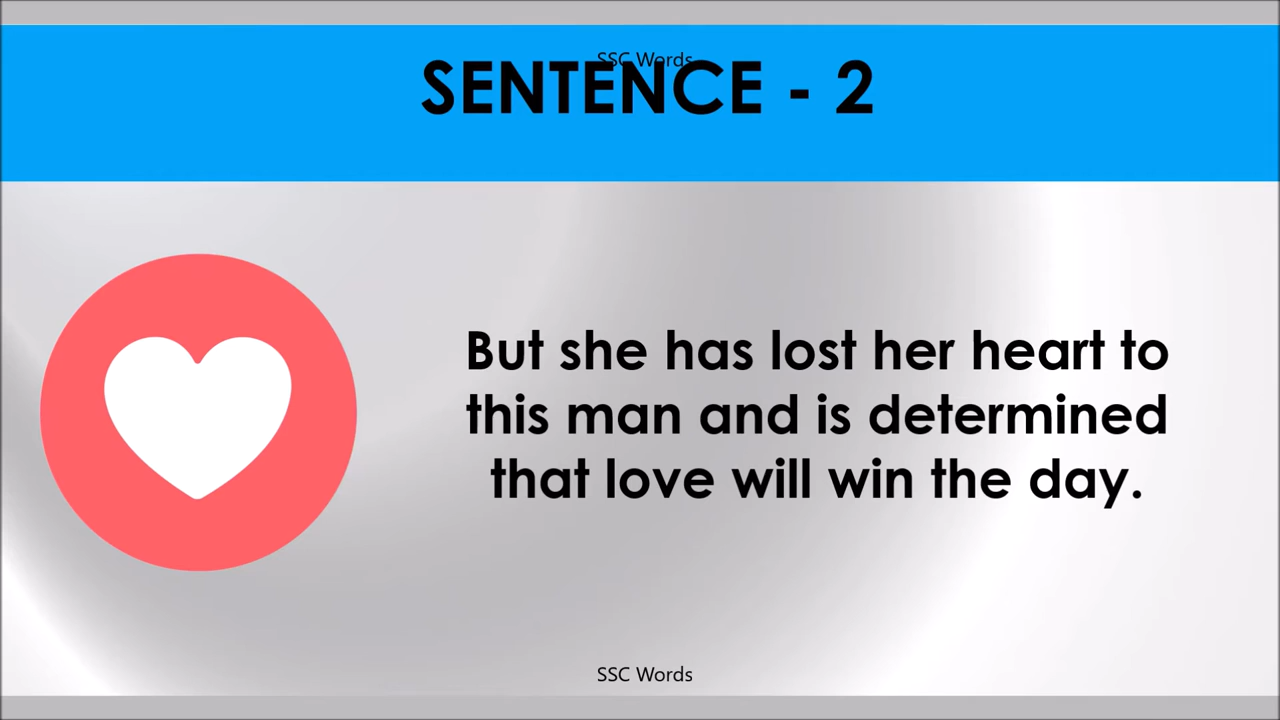 SSC Words
SENTENCE - 2
But she has lost her heart to
this man and is determined
that love will win the day.
SSC Words